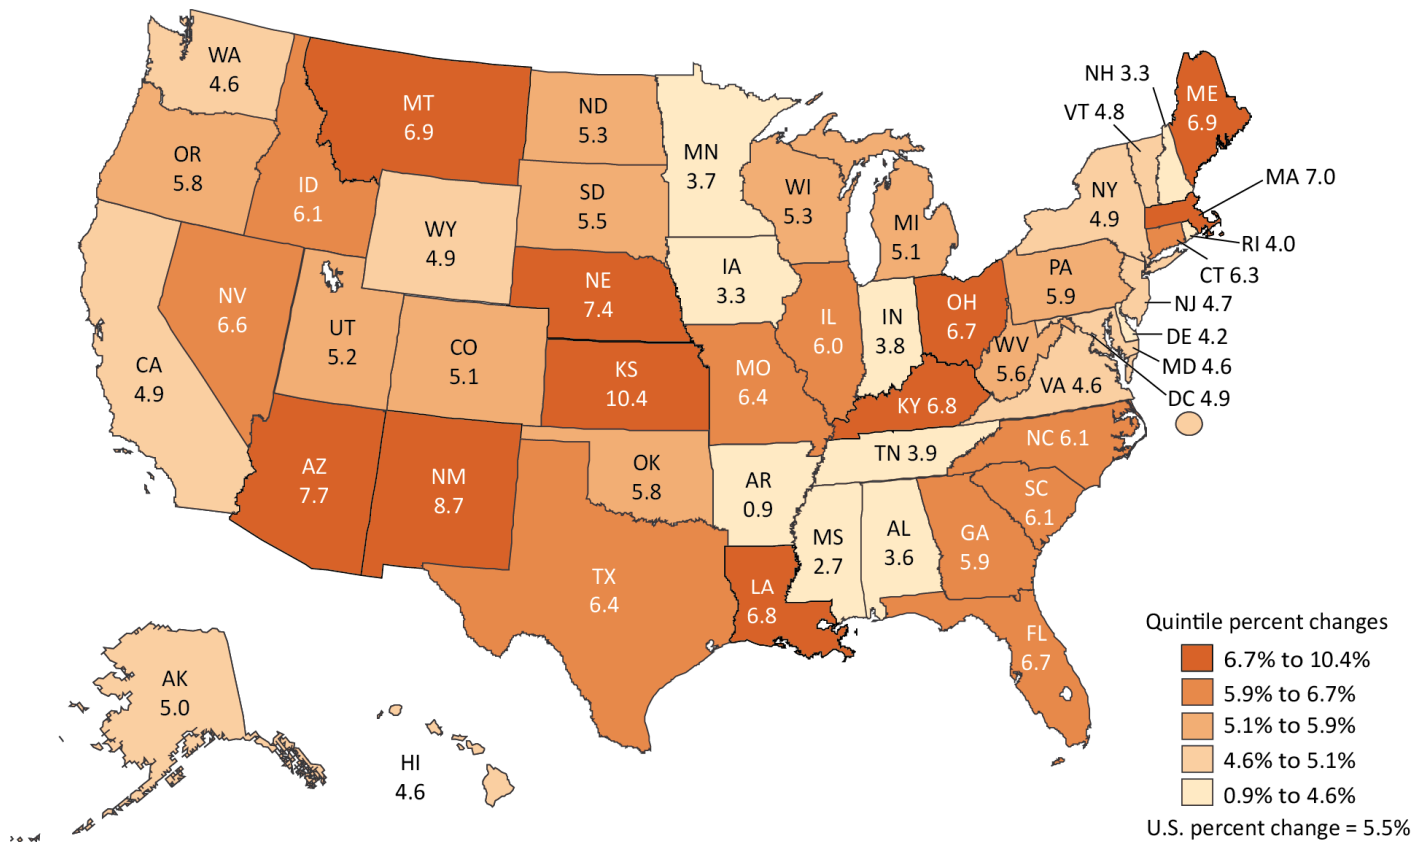 WA
4.6
OR
5.8
CA
4.9
ID
6.1
NV
6.6
MT
6.9
WY
4.9
UT
5.2
CO
5.1
AZ
7.7
NM
8.7
ND
5.3
SD
5.5
NE
7.4
KS
10.4
OK
5.8
TX
6.4
MN
3.7
IA
3.3
MO
6.4
AR
0.9
LA
6.8
WI
5.3
IL
6.0
MI
5.1
IN
3.8
OH
6.7
KY 6.8
TN 3.9
MS
2.7
AL
3.6
GA
5.9
FL
6.7
SC
6.1
NC 6.1
VA 4.6
WV
5.6
PA
5.9
NY
4.9
VT 4.8
NH 3.3
ME
6.9
MA 7.0
RI 4.0
CT 6.3
NJ 4.7
DE 4.2
MD 4.6
DC 4.9
AK
5.0
HI
4.6
Quintile percent changes
6.7% to 10.4%
5.9% to 6.7%
5.1% to 5.9%
4.6% to 5.1%
0.9% to 4.6%
U.S. percent change = 5.5%